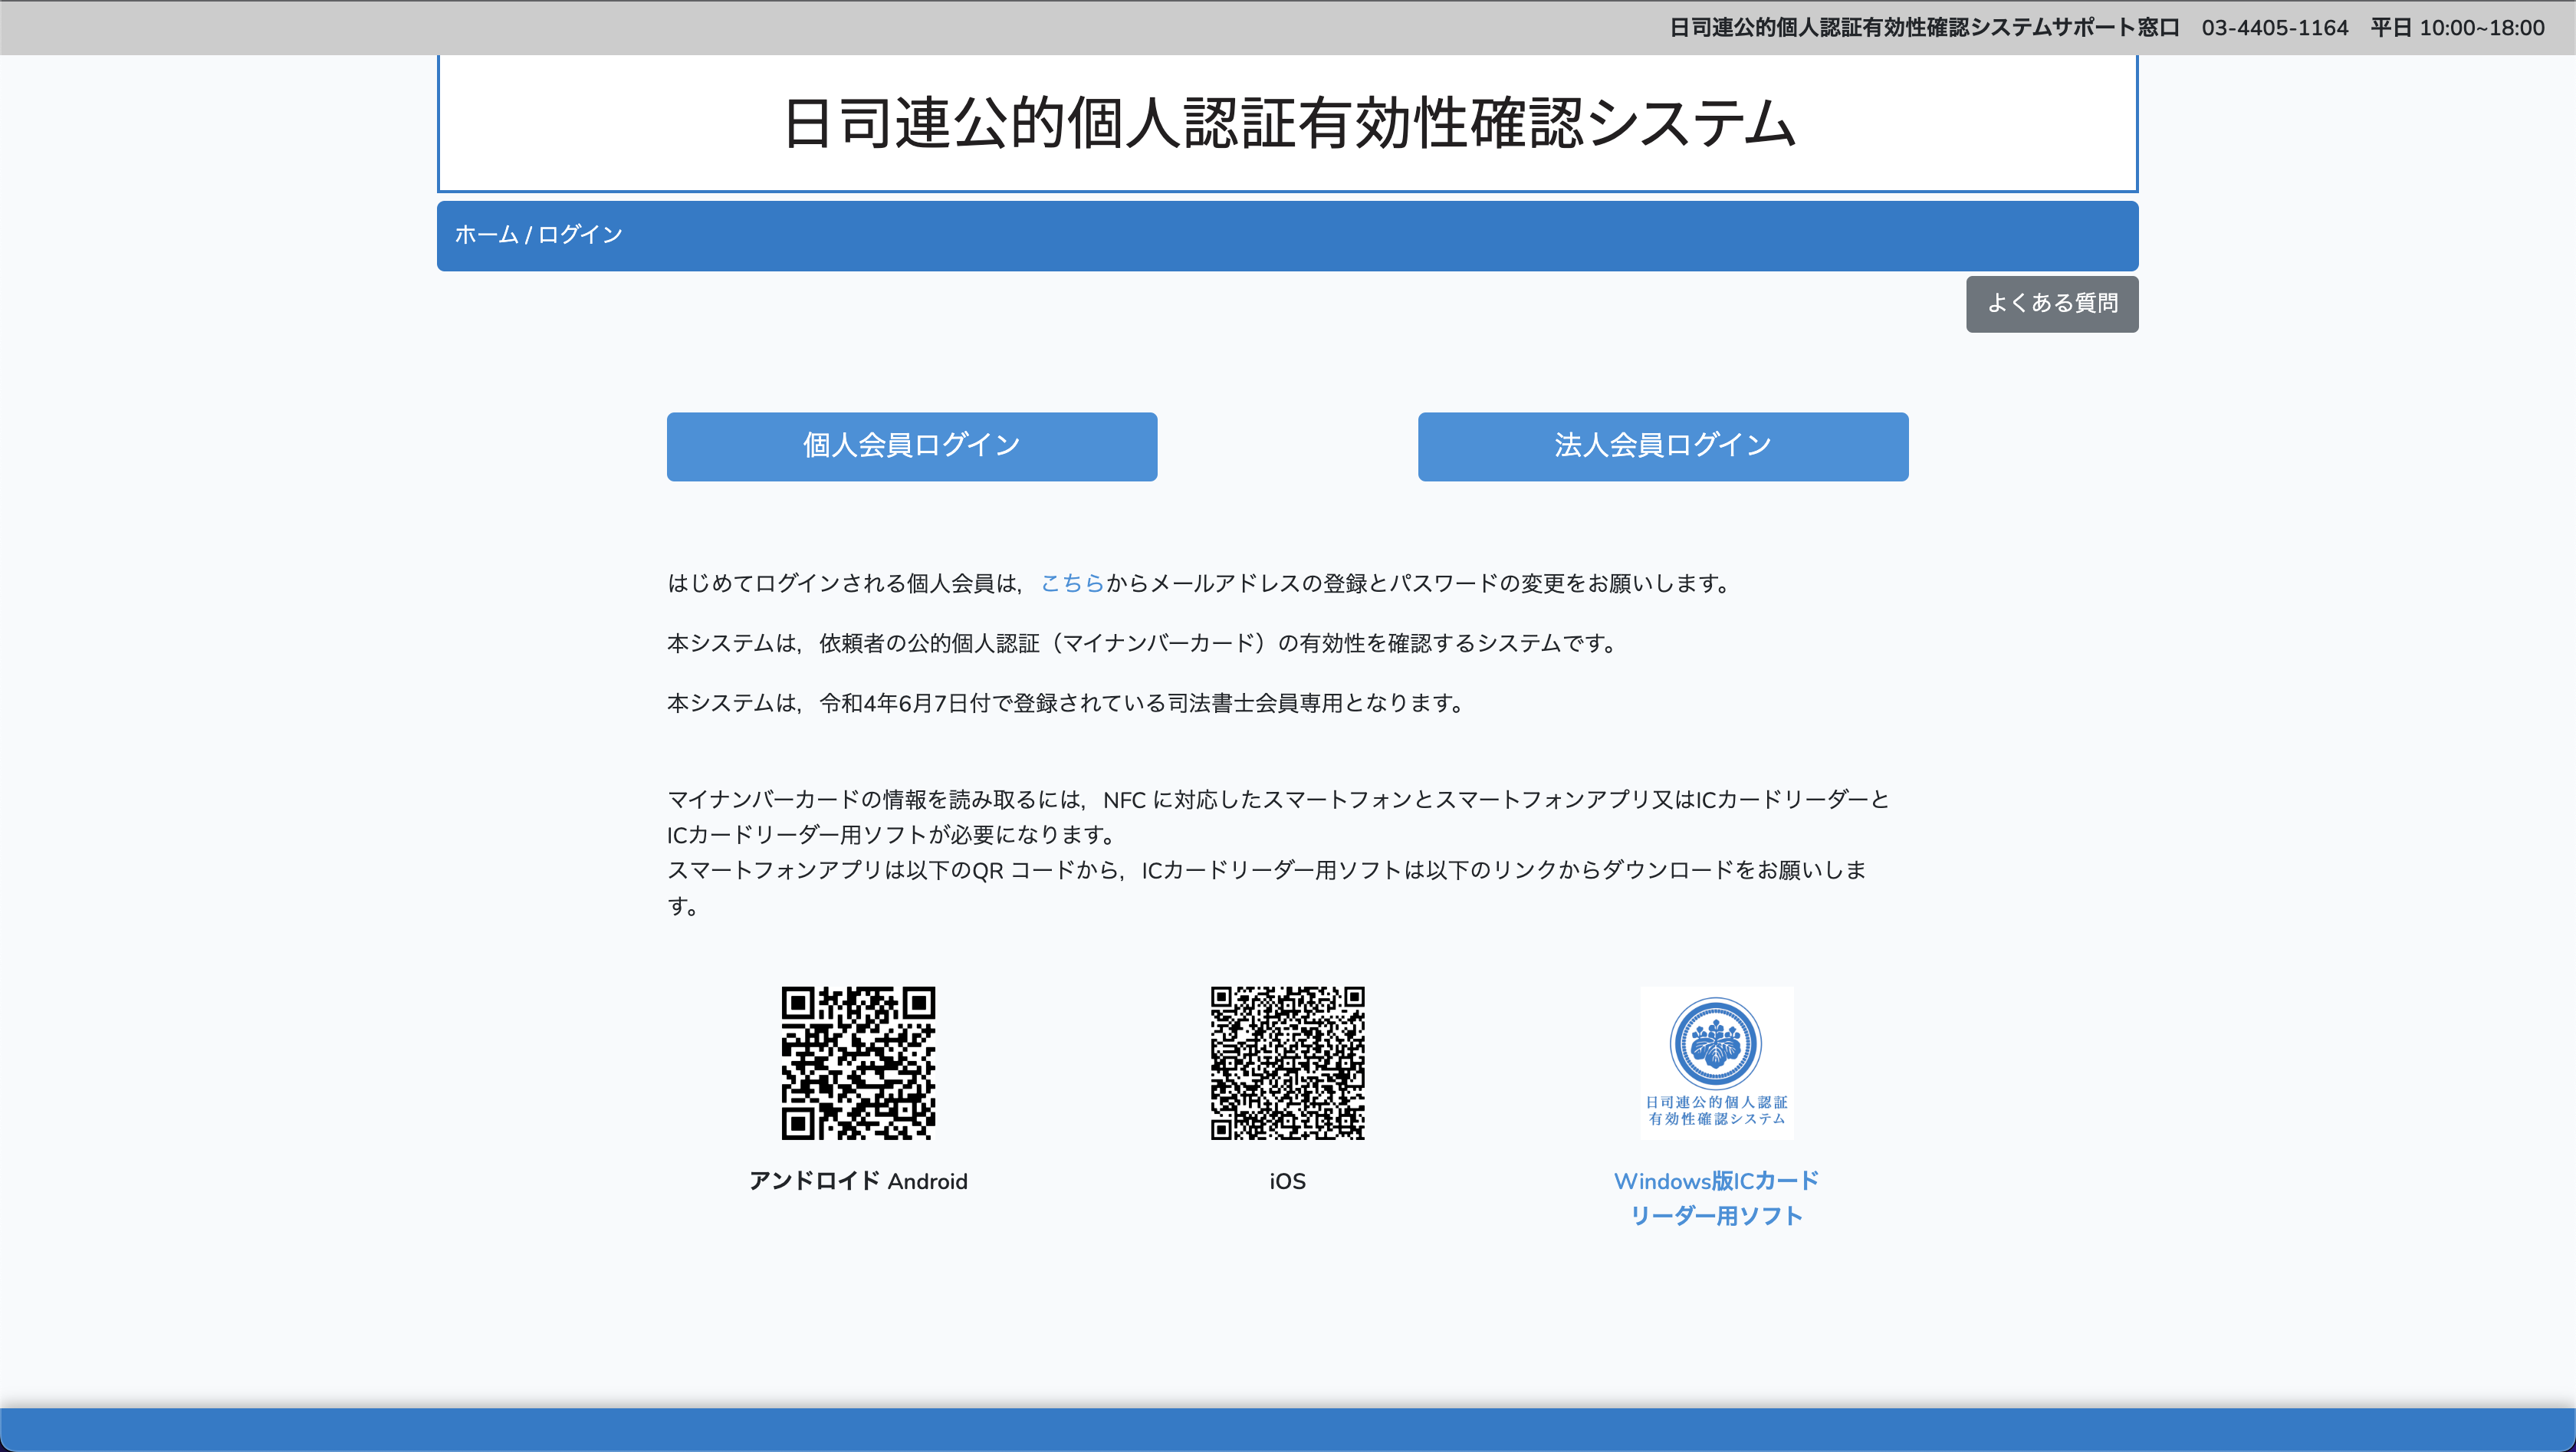 日司連公的個人認証有効性確認システムサポート窓口　03-4405-1164　平日 10:00~18:00
日司連公的個人認証有効性確認システム
ホーム / ログイン
よくある質問
個人会員ログイン
法人会員ログイン
はじめてログインされる個人会員は，こちらからメールアドレスの登録とパスワードの変更をお願いします。
本システムは，依頼者の公的個人認証（マイナンバーカード）の有効性を確認するシステムです。
本システムは，令和4年6月7日付で登録されている司法書士会員専用となります。
マイナンバーカードの情報を読み取るには，NFC に対応したスマートフォンとスマートフォンアプリ又はICカードリーダーと
ICカードリーダー用ソフトが必要になります。
スマートフォンアプリは以下のQR コードから，ICカードリーダー用ソフトは以下のリンクからダウンロードをお願いしま
す。
日司連公的個人認証
有効性確認システム
アンドロイド Android
iOS
Windows版ICカード
リーダー用ソフト